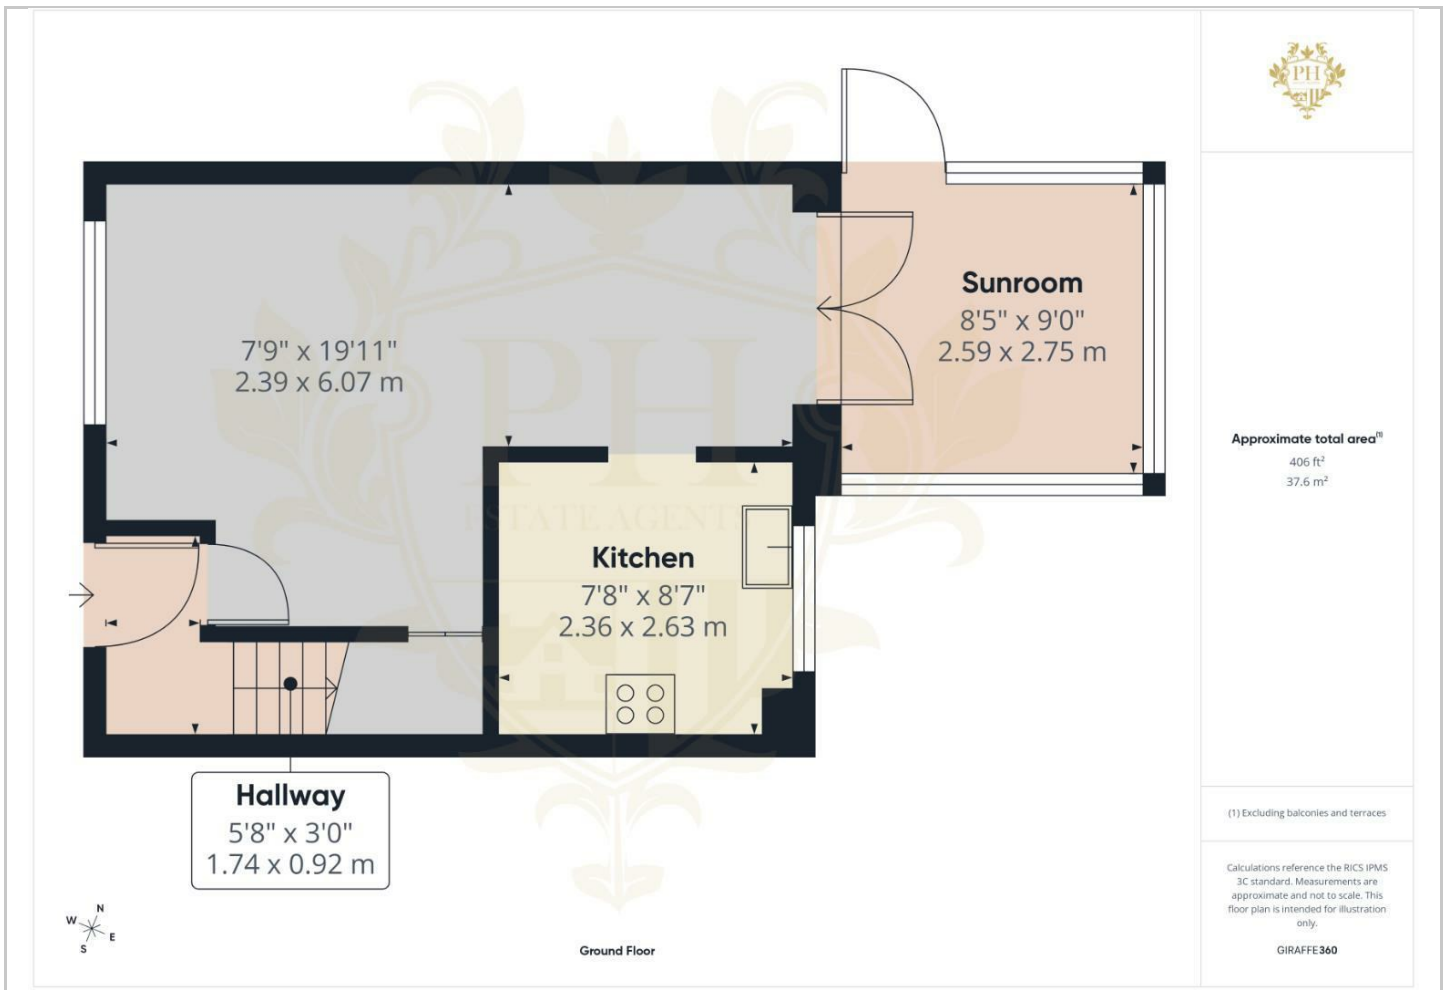 PH
ESTATE AGENTS
7'9" x 19'11"
2.39 x 6.07 m
Sunroom
8'5" x 9'0"
2.59 x 2.75 m
Kitchen
7'8" x 8'7"
2.36 x 2.63 m
Hallway
5'8" x 3'0"
1.74 x 0.92 m
N
W
E
S
Ground Floor
PH
Approximate total area(1)
406 ft²
37.6 m²
(1) Excluding balconies and terraces
Calculations reference the RICS IPMS
3C standard. Measurements are
approximate and not to scale. This
floor plan is intended for illustration
only.
GIRAFFE360